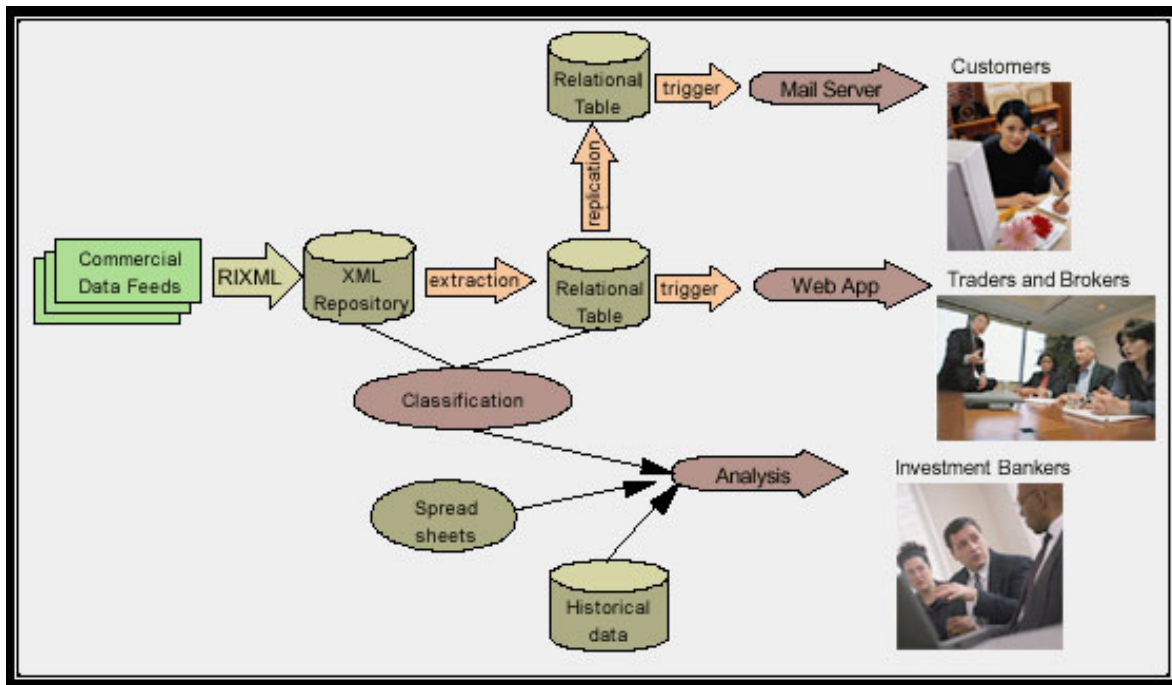 Relational
Table
trigger
Mail Server
Customers
replication
Commercial
Data Feeds
RIXML
XML
Repository
extraction
Relational
Table
trigger
Web App
Traders and Brokers
Classification
Analysis
Investment Bankers
Spread
sheets
Historical
data